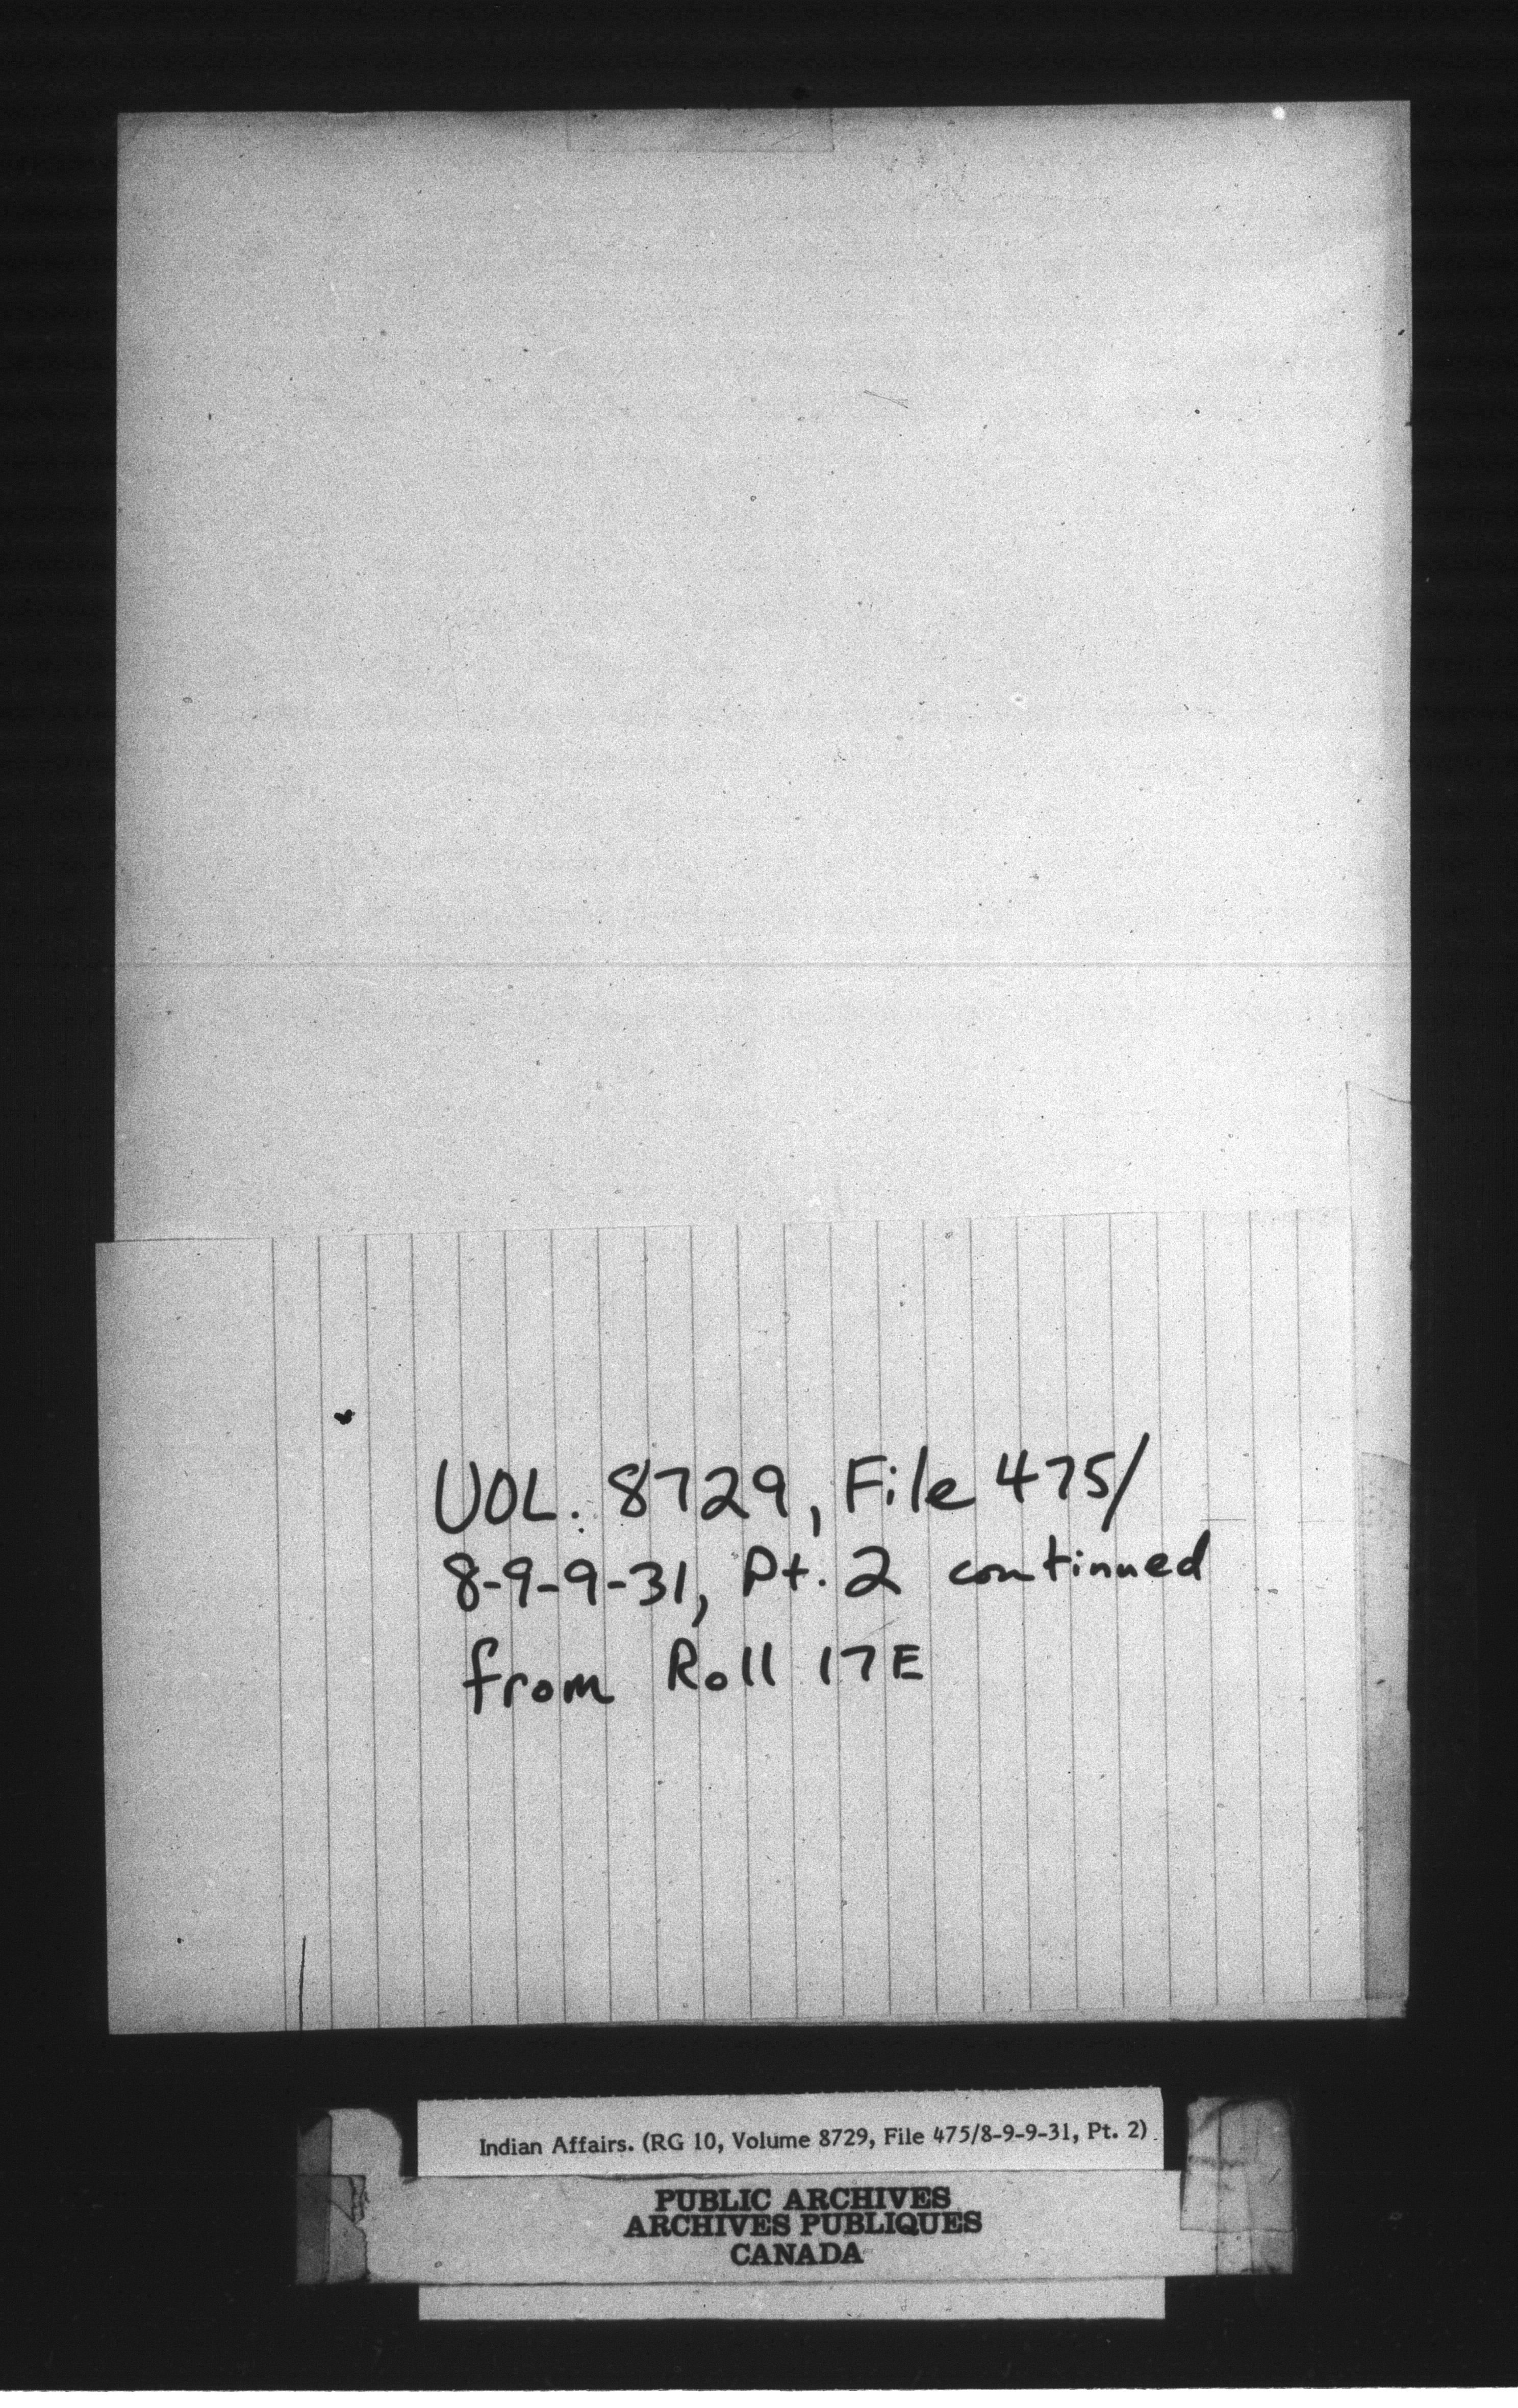 VOL. 8729, File 475/
8-9-9-31, Pt. 2 continued
from Roll 17E
Indian Affairs. (RG 10, Volume 8729, File 475/8-9-9-31, Pt. 2)
PUBLIC ARCHIVES
ARCHIVES PUBLIQUES
CANADA